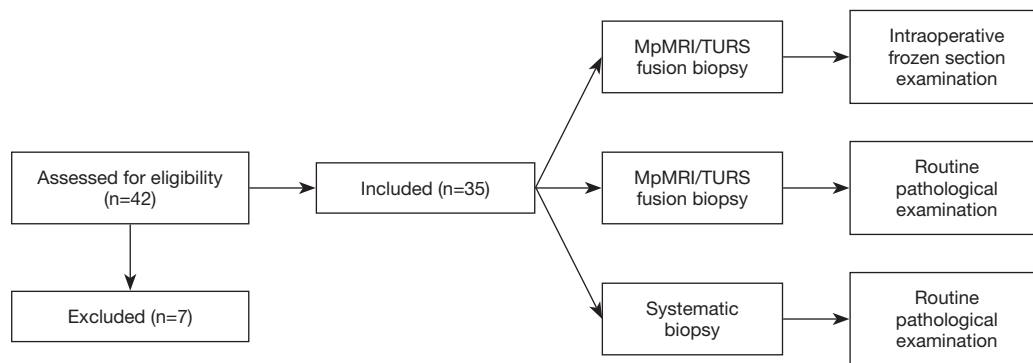 MpMRI/TURS
fusion biopsy
Intraoperative
frozen section
examination
Assessed for eligibility
(n=42)
Included (n=35)
MpMRI/TURS
fusion biopsy
Routine
pathological
examination
Excluded (n=7)
Systematic
biopsy
Routine
pathological
examination